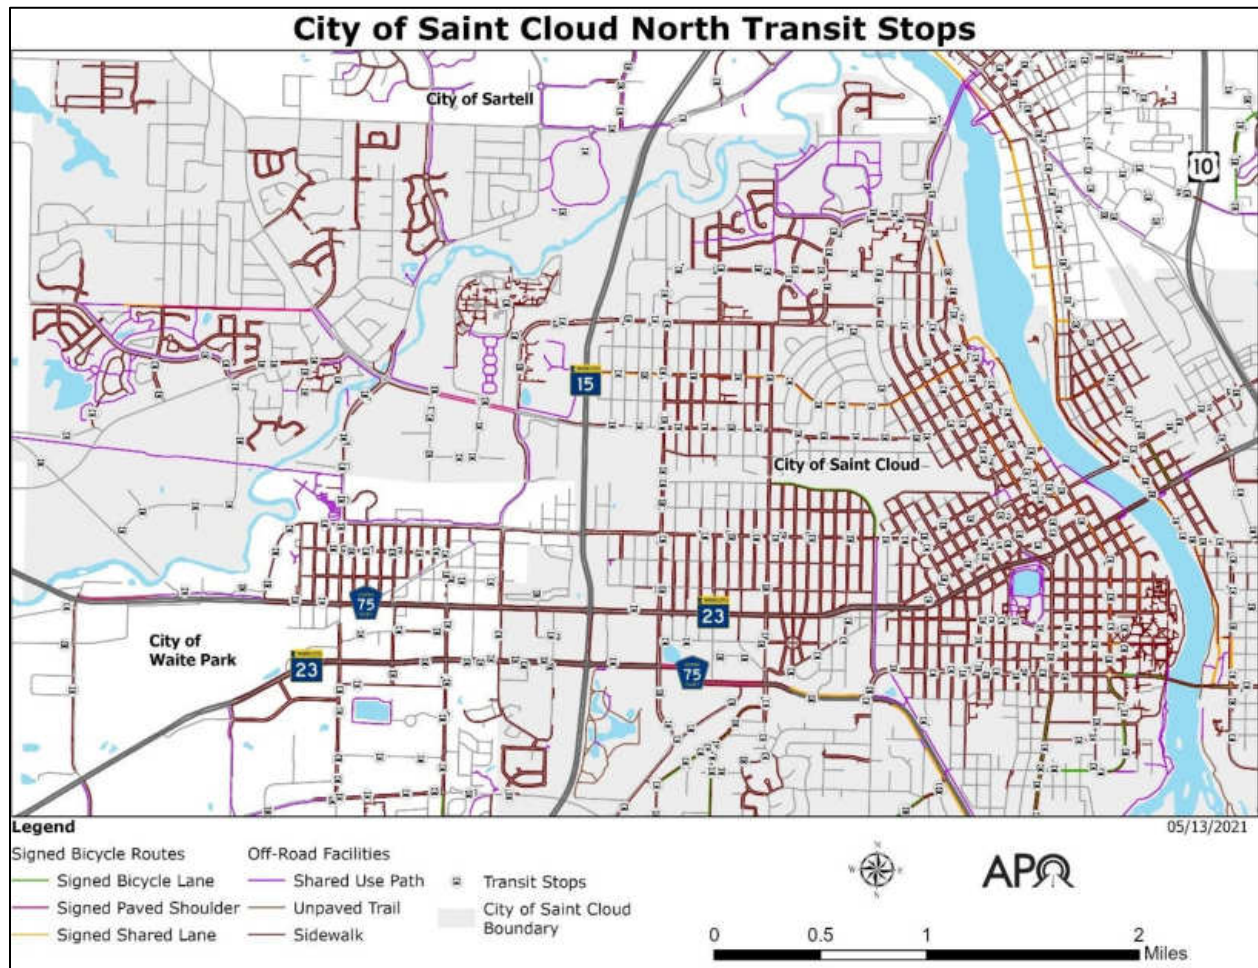 City of Saint Cloud North Transit Stops
City of Sartell
10
15
City of Saint Cloud
75
23
City of
Waite Park
23
75
Legend
05/13/2021
Signed Bicycle Routes
Off-Road Facilities
Signed Bicycle Lane
Shared Use Path
Transit Stops
Signed Paved Shoulder
Unpaved Trail
City of Saint Cloud
Boundary
Signed Shared Lane
Sidewalk
N
W
E
S
APO
0
0.5
1
2
Miles